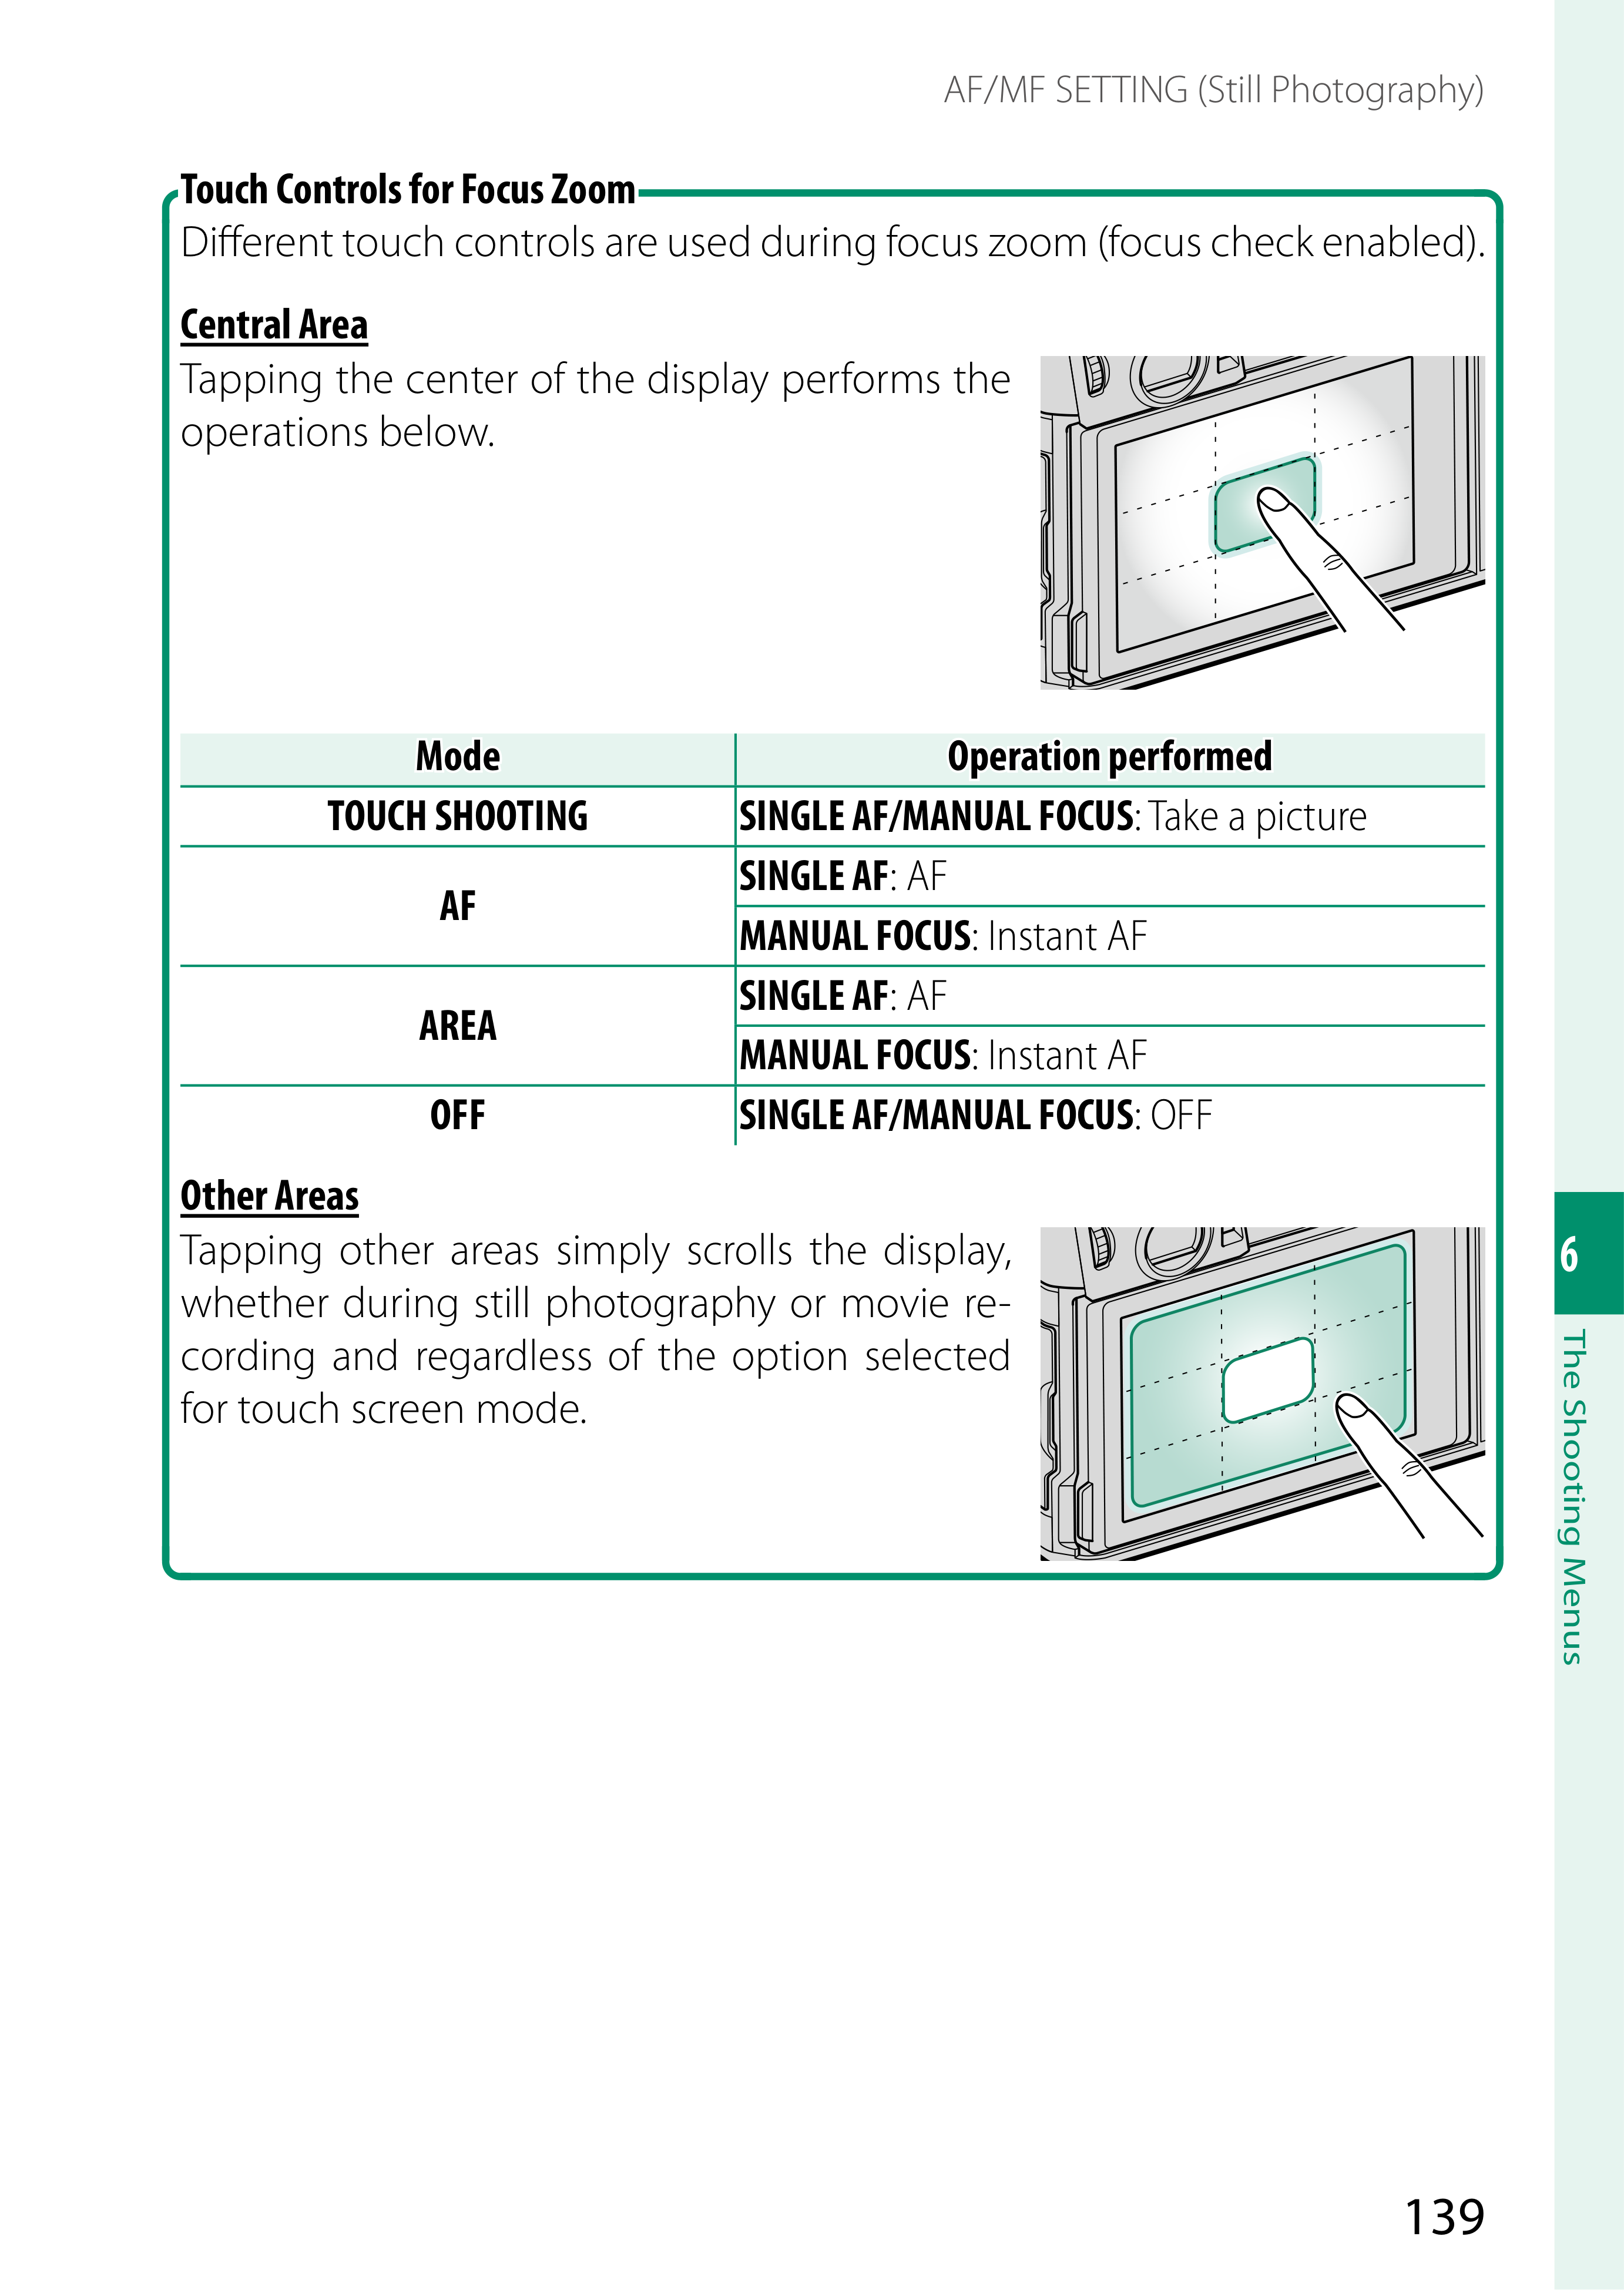 AF/MF SETTING (Still Photography)
Touch Controls for Focus Zoom
Different touch controls are used during focus zoom (focus check enabled).
Central Area
Tapping the center of the display performs the
operations below.
Mode Operation performed
TOUCH SHOOTING SINGLE AF/MANUAL FOCUS: Take a picture
AF
SINGLE AF: AF
MANUAL FOCUS: Instant AF
AREA
SINGLE AF: AF
MANUAL FOCUS: Instant AF
OFF SINGLE AF/MANUAL FOCUS: OFF
Other Areas
Tapping other areas simply scrolls the display,
whether during still photography or movie re-
cording and regardless of the option selected
for touch screen mode.
6
The Shooting Menus
139